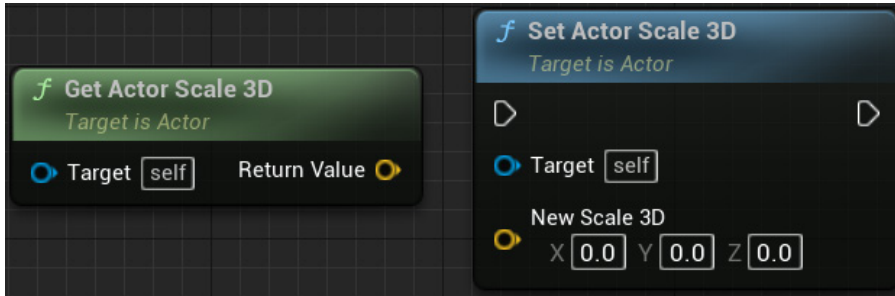 f Get Actor Scale 3D
Target is Actor
Target self Return Value
f Set Actor Scale 3D
Target is Actor
Target self
New Scale 3D
X 0.0 Y 0.0 Z 0.0